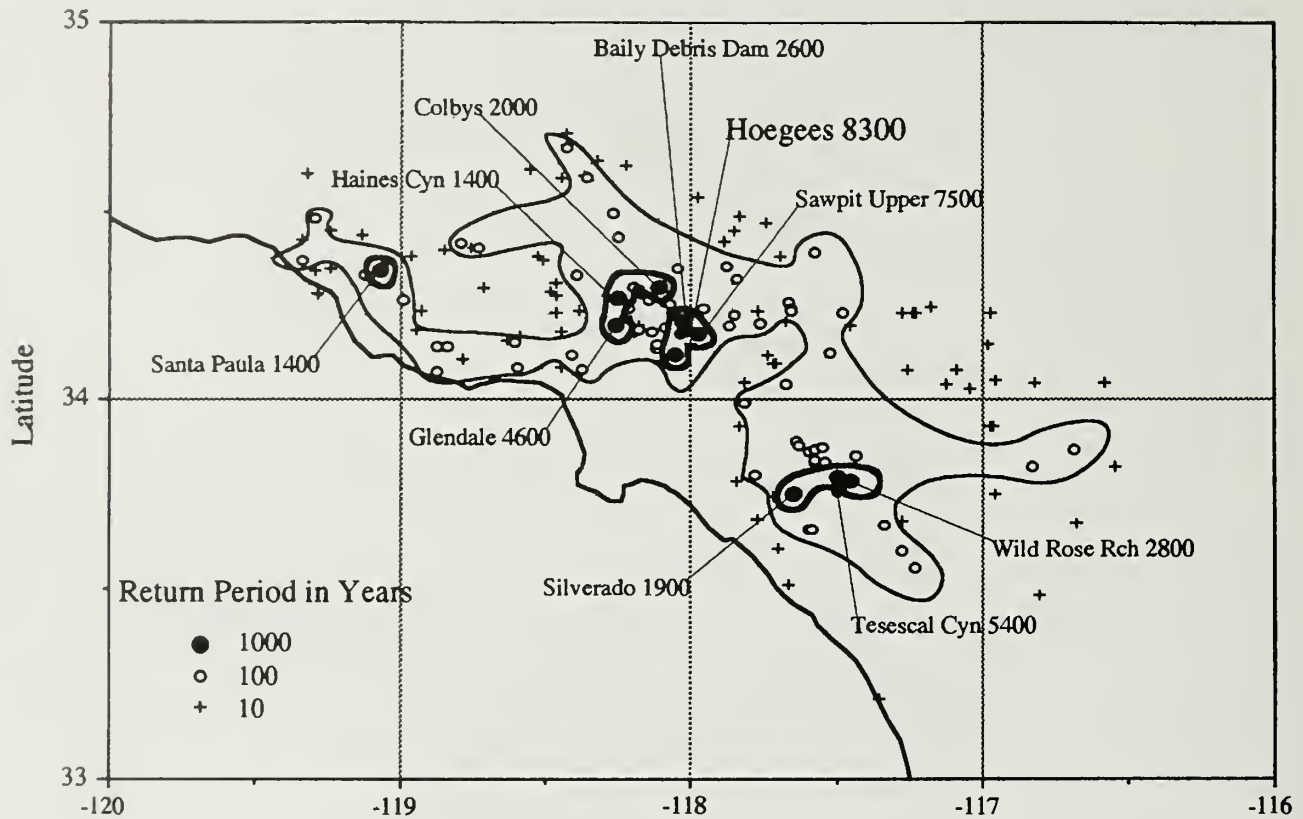 35
Baily Debris Dam 2600
Colbys 2000
Hoegees 8300
Haines Cyn 1400
Sawpit Upper 7500
Santa Paula 1400
34
Latitude
Glendale 4600
Wild Rose Rch 2800
Silverado 1900
Return Period in Years
Tesescal Cyn 5400
1000
100
10
33
-120
-119
-118
-117
-116